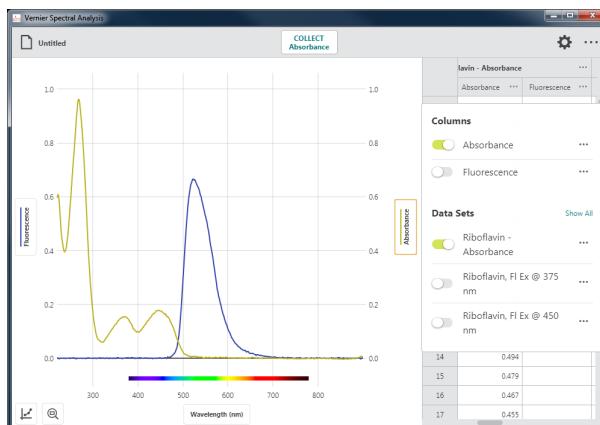 Vernier Spectral Analysis
Untitled
COLLECT
Absorbance
lavin - Absorbance
Absorbance
Fluorescence
1.0
0.8
0.6
0.4
0.2
0.0
Fluorescence
1.0
0.8
0.6
0.4
0.2
0.0
Absorbance
300 400 500 600 700 800
Wavelength (nm)
Columns
Absorbance
Fluorescence
Data Sets
Show All
Riboflavin -
Absorbance
Riboflavin, Fl Ex @ 375
nm
Riboflavin, Fl Ex @ 450
nm
14 0.494
15 0.479
16 0.467
17 0.455